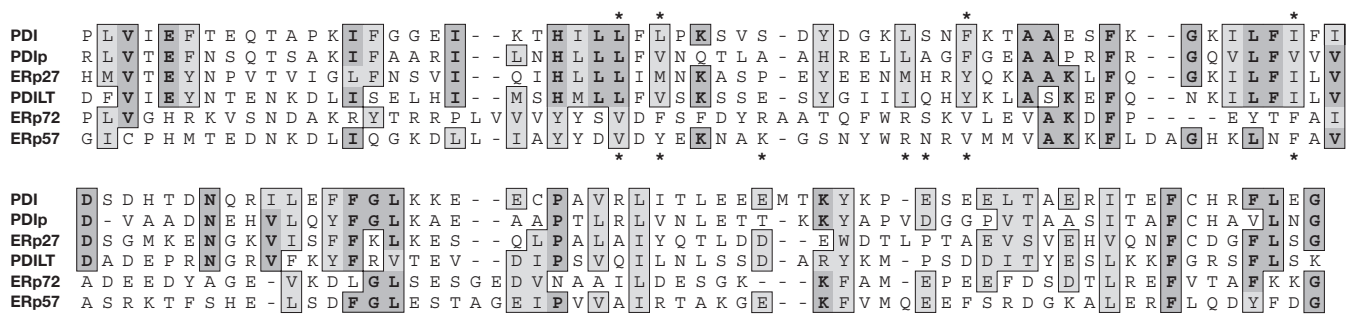 * * * *
PDI P L V I E F T E Q T A P K I F G G E I - - K T H I L L F L P K S V S - D Y D G K L S N F K T A A E S F K - - G K I L F I F I
PDIp R L V T E F N S Q T S A K I F A A R I - - L N H L L L F V N Q T L A - A H R E L L A G F G E A A P R F R - - G Q V L F V V V
ERp27 H M V T E Y N P V T V I G L F N S V I - - Q I H L L L I M N K A S P - E Y E E N M H R Y Q K A A K L F Q - - G K I L F I L V
PDILT D F V I E Y N T E N K D L I S E L H I - - M S H M L L F V S K S S E - S Y G I I I Q H Y K L A S K E F Q - - N K I L F I L V
ERp72 P L V G H R K V S N D A K R Y T R R P L V V V Y Y S V D F S F D Y R A A T Q F W R S K V L E V A K D F P - - - - E Y T F A I
ERp57 G I C P H M T E D N K D L I Q G K D L L - I A Y Y D V D Y E K N A K - G S N Y W R N R V M M V A K K F L D A G H K L N F A V
* * * * * * *
PDI D S D H T D N Q R I L E F F G L K K E - - E C P A V R L I T L E E E M T K Y K P - E S E E L T A E R I T E F C H R F L E G
PDIp D - V A A D N E H V L Q Y F G L K A E - - A A P T L R L V N L E T T - K K Y A P V D G G P V T A A S I T A F C H A V L N G
ERp27 D S G M K E N G K V I S F F K L K E S - - Q L P A L A I Y Q T L D D - - E W D T L P T A E V S V E H V Q N F C D G F L S G
PDILT D A D E P R N G R V F K Y F R V T E V - - D I P S V Q I L N L S S D - A R Y K M - P S D D I T Y E S L K K F G R S F L S K
ERp72 A D E E D Y A G E - V K D L G L S E S G E D V N A A I L D E S G K - - - K F A M - E P E E F D S D T L R E F V T A F K K G
ERp57 A S R K T F S H E - L S D F G L E S T A G E I P V V A I R T A K G E - - K F V M Q E E F S R D G K A L E R F L Q D Y F D G